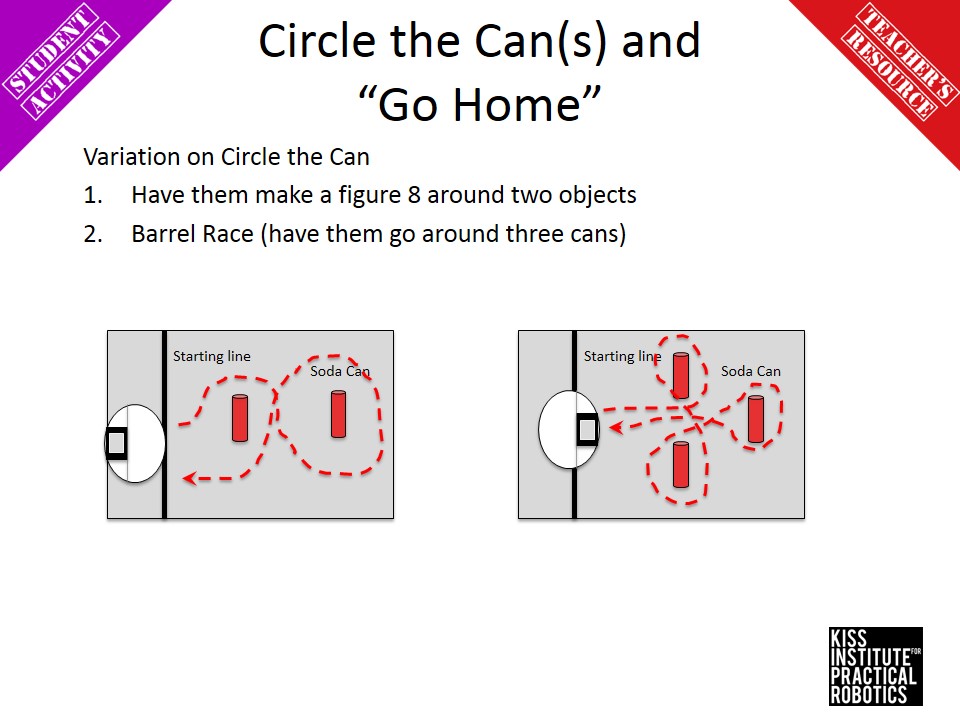 STUDENT
ACTIVITY
TEACHER'S
RESOURCE
Circle the Can(s) and
“Go Home”
Variation on Circle the Can
1. Have them make a figure 8 around two objects
2. Barrel Race (have them go around three cans)
Starting line
Soda Can
Starting line
Soda Can
KISS
INSTITUTE FOR
PRACTICAL
ROBOTICS